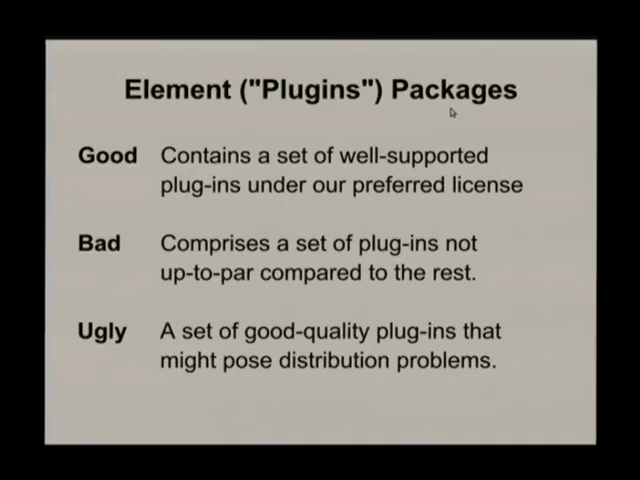 Element ("Plugins") Packages
Good Contains a set of well-supported
plug-ins under our preferred license
Bad Comprises a set of plug-ins not
up-to-par compared to the rest.
Ugly A set of good-quality plug-ins that
might pose distribution problems.